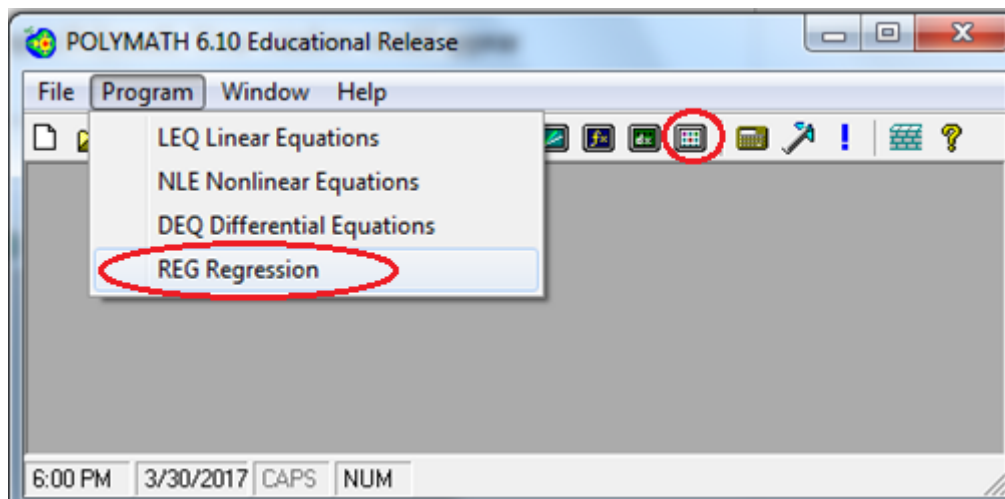 POLYMATH 6.10 Educational Release
File Program Window Help
LEQ Linear Equations
NLE Nonlinear Equations
DEQ Differential Equations
REG Regression
6:00 PM 3/30/2017 CAPS NUM